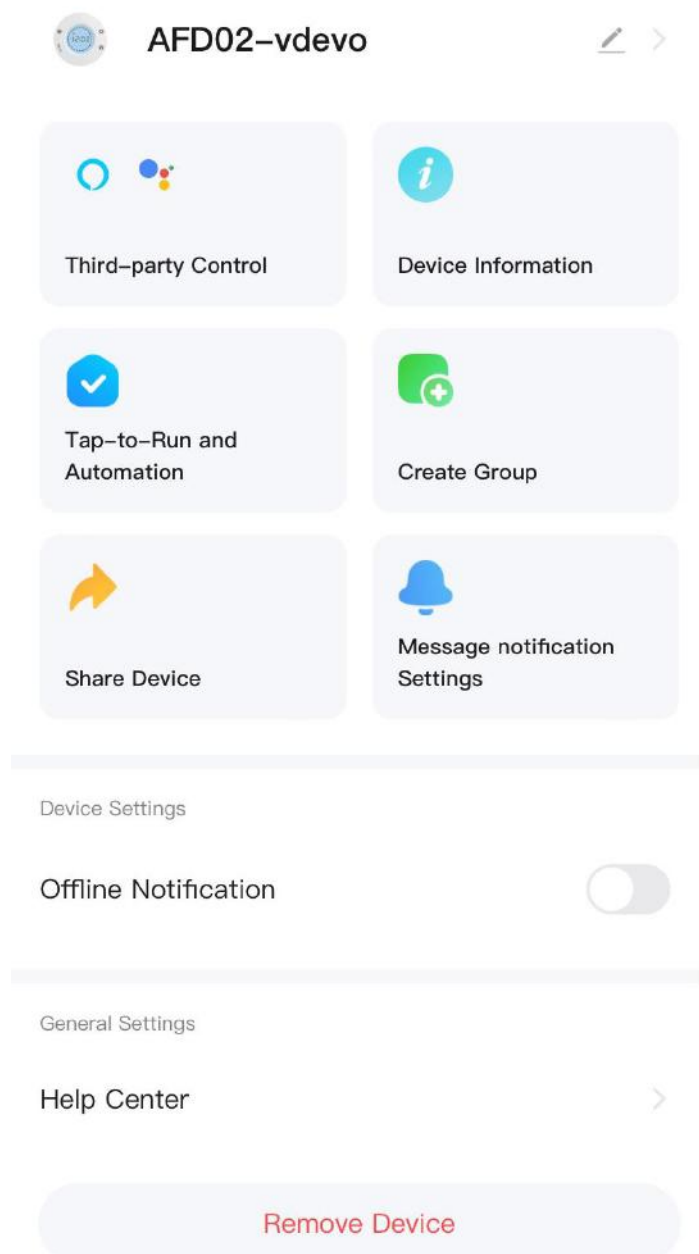 AFD02-vdevo
Third-party Control
Device Information
Tap-to-Run and
Automation
Create Group
Share Device
Message notification
Settings
Device Settings
Offline Notification
General Settings
Help Center
Remove Device